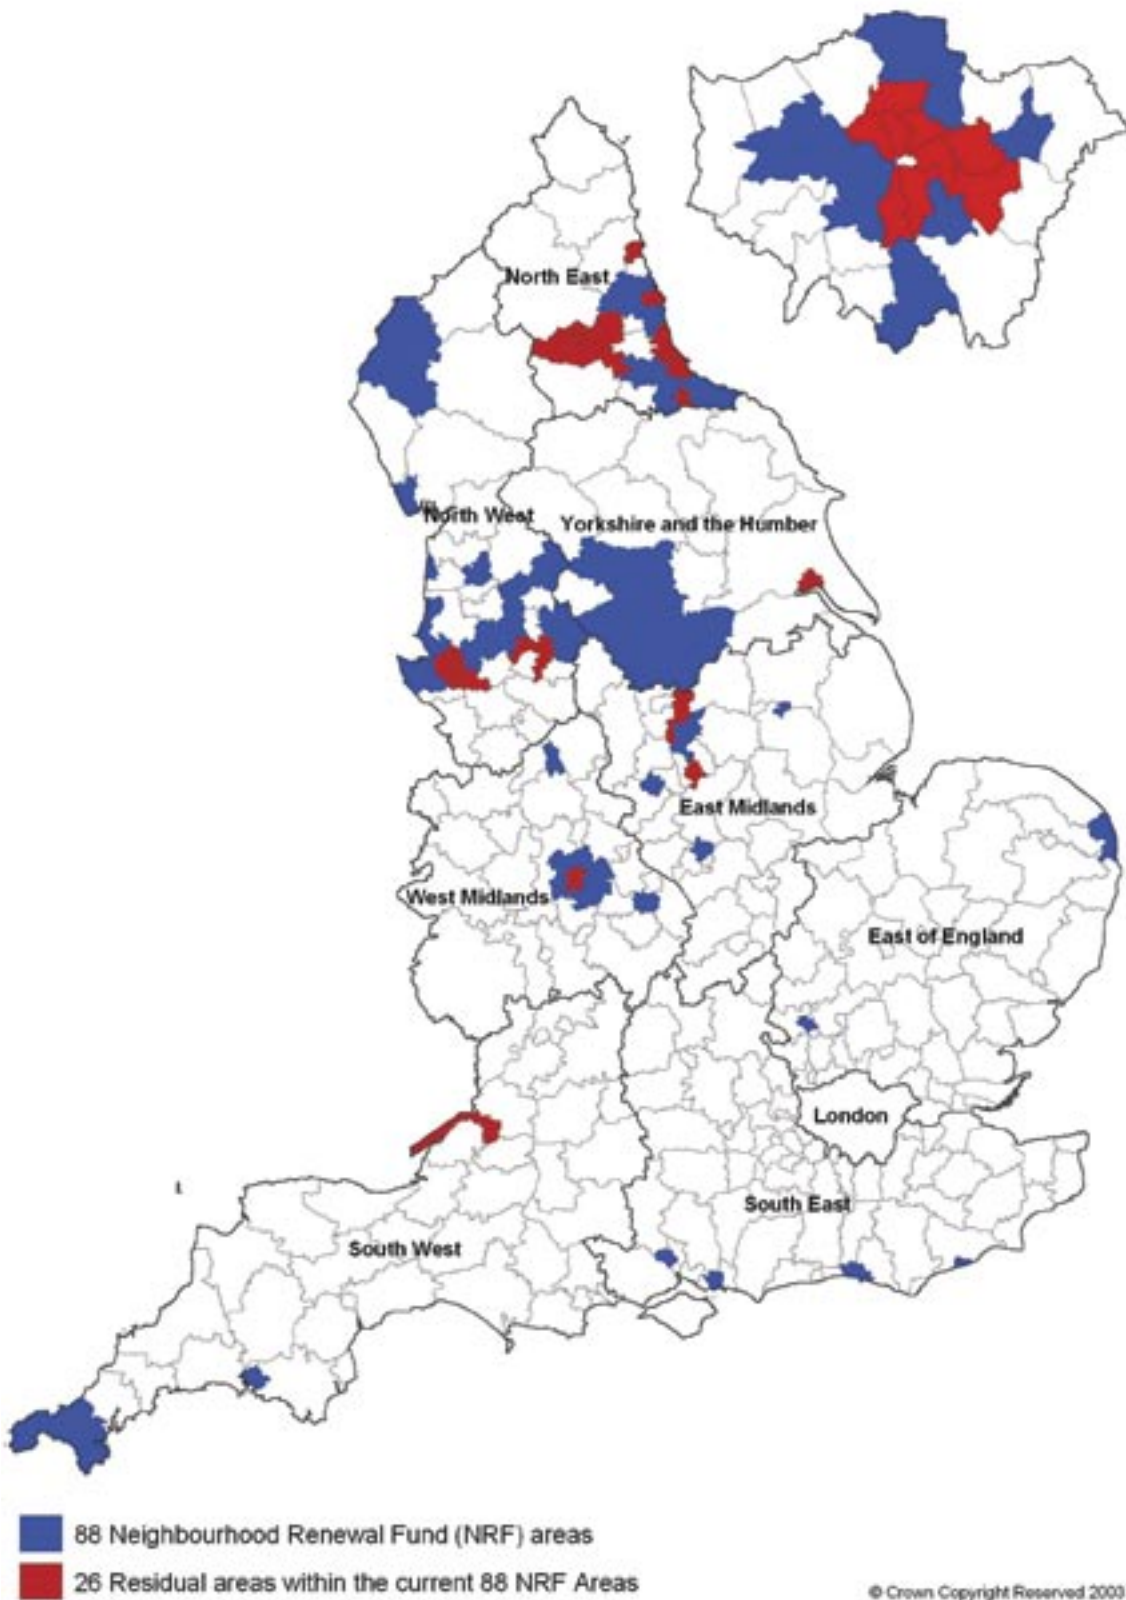 North East
North West
Yorkshire and the Humber
East Midlands
West Midlands
East of England
London
South East
South West
88 Neighbourhood Renewal Fund (NRF) areas
26 Residual areas within the current 88 NRF Areas
© Crown Copyright Reserved 2003